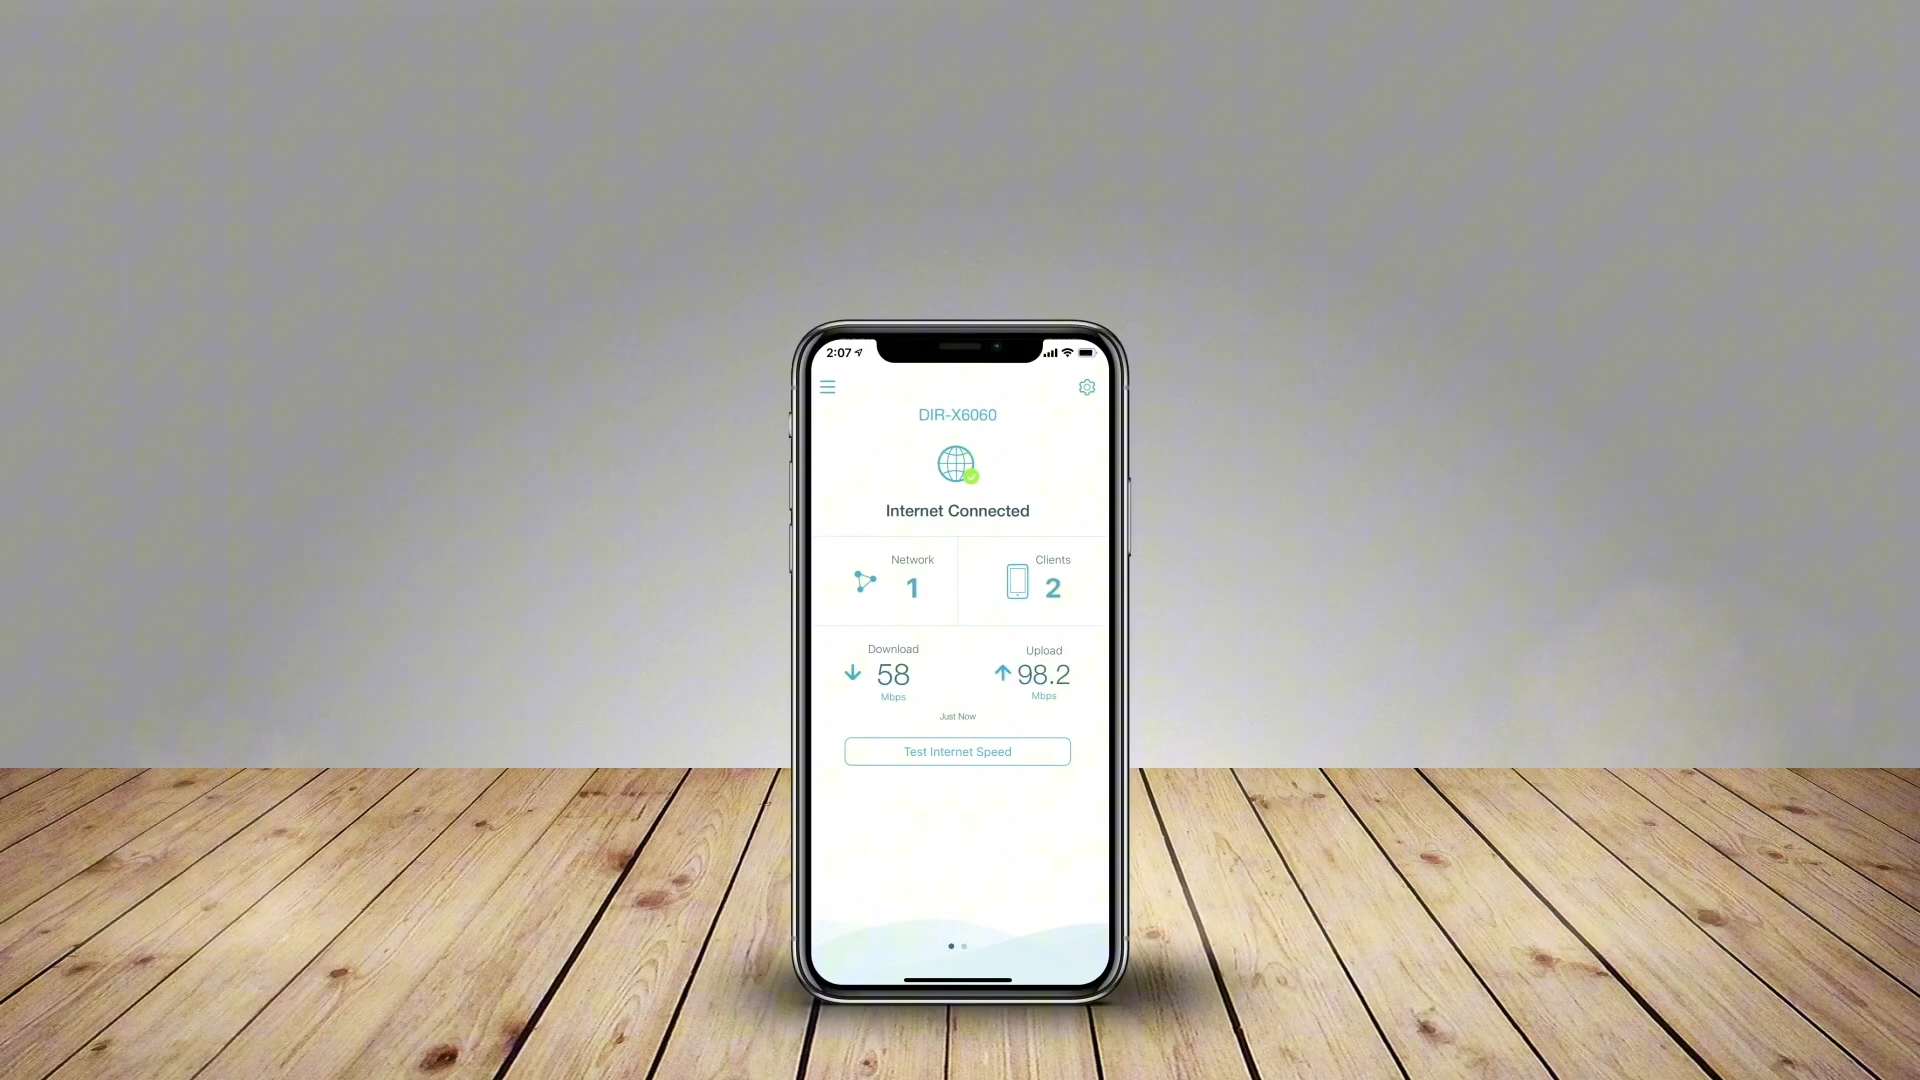 2:07
DIR-X6060
Internet Connected
Network
1
Clients
2
Download
58
Mbps
Upload
98.2
Mbps
Just Now
Test Internet Speed